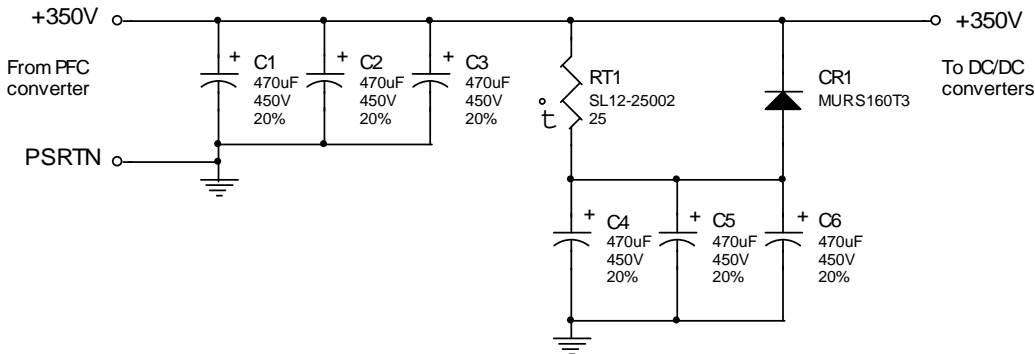 +350V
+350V
From PFC
converter
To DC/DC
converters
+ C1
470uF
450V
20%
+ C2
470uF
450V
20%
+ C3
470uF
450V
20%
RT1
SL12-25002
25
t
CR1
MURS160T3
PSRTN
+ C4
470uF
450V
20%
+ C5
470uF
450V
20%
+ C6
470uF
450V
20%